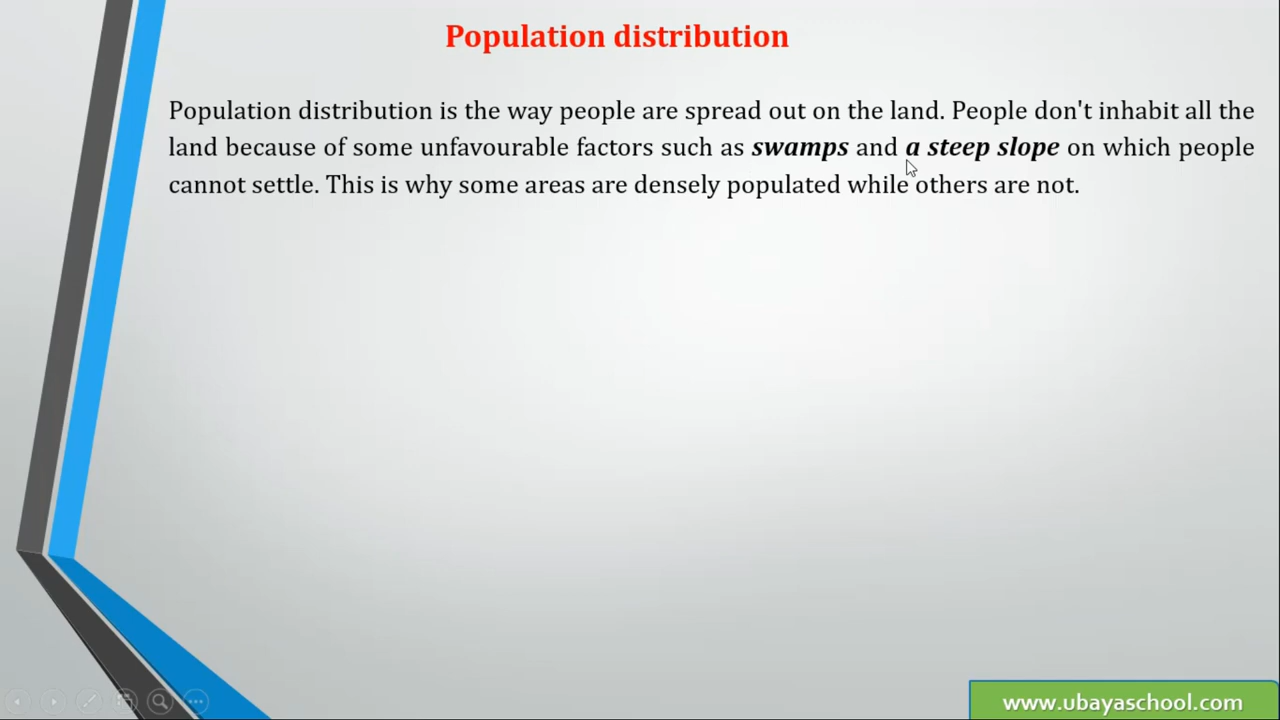 Population distribution
Population distribution is the way people are spread out on the land. People don't inhabit all the
land because of some unfavourable factors such as swamps and a steep slope on which people
cannot settle. This is why some areas are densely populated while others are not.
www.ubayaschool.com